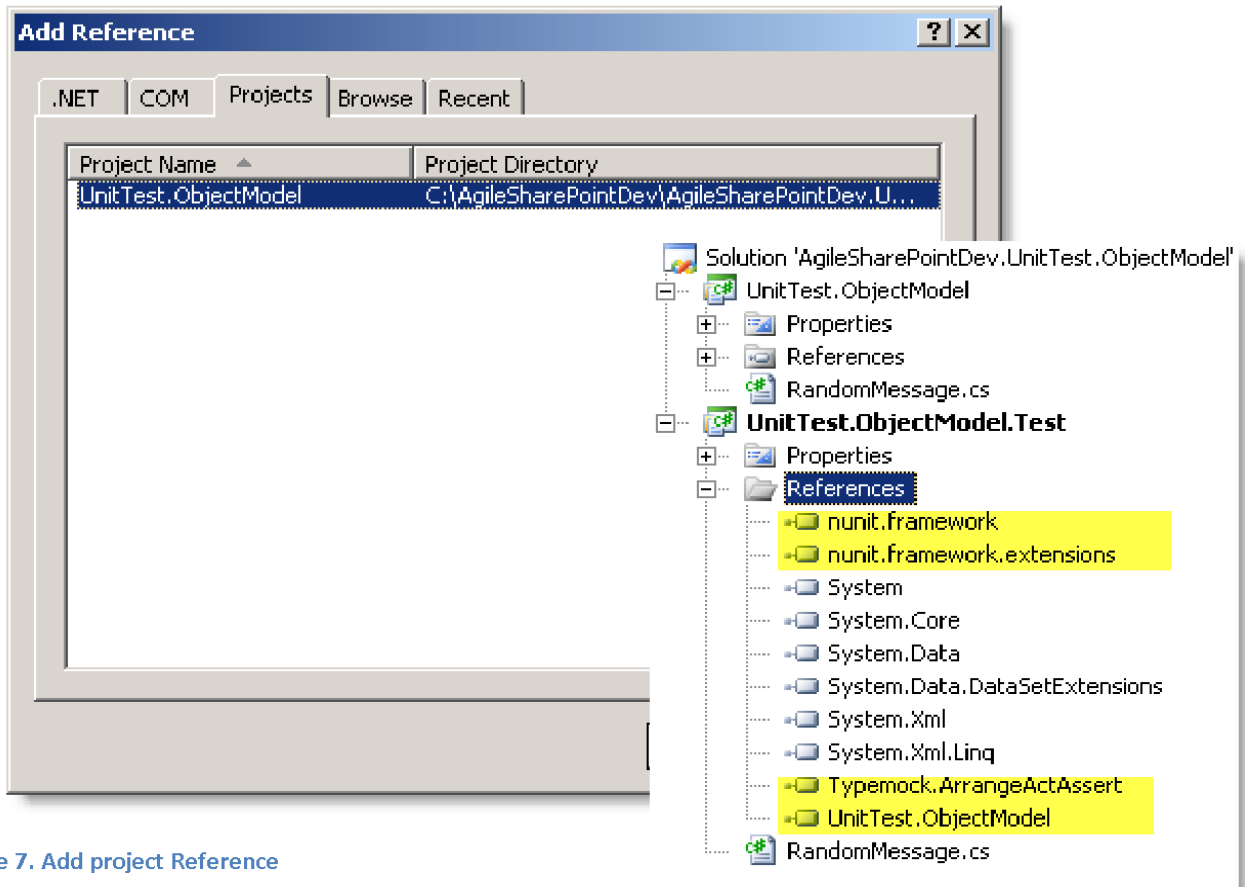 Add Reference
.NET COM Projects Browse Recent
Project Name Project Directory
UnitTest.ObjectModel C:\AgileSharePointDev\AgileSharePointDev.U...
Solution 'AgileSharePointDev.UnitTest.ObjectModel'
UnitTest.ObjectModel
Properties
References
RandomMessage.cs
UnitTest.ObjectModel.Test
Properties
References
nunit.framework
nunit.framework.extensions
System
System.Core
System.Data
System.Data.DataSetExtensions
System.Xml
System.Xml.Linq
Typemock.ArrangeActAssert
UnitTest.ObjectModel
RandomMessage.cs
e 7. Add project Reference